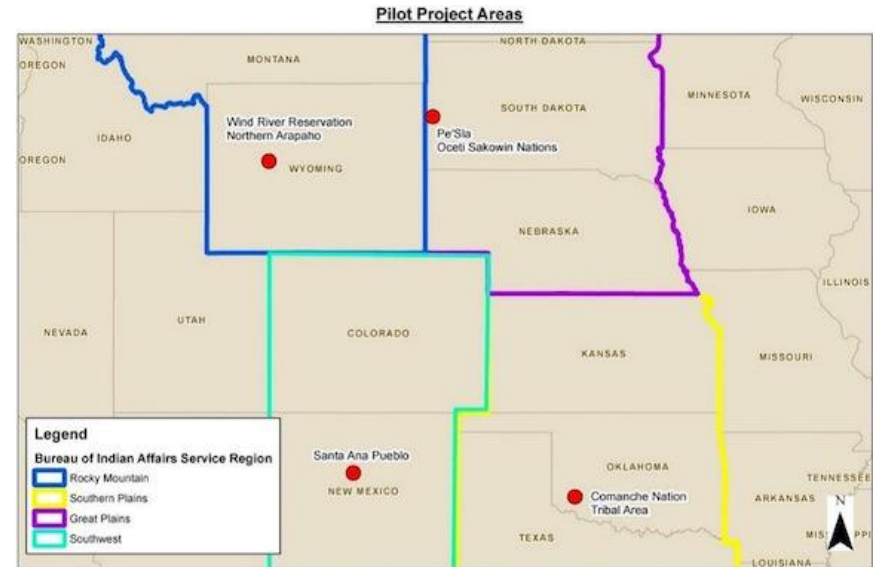 Pilot Project Areas
WASHINGTON
OREGON
MONTANA
NORTH DAKOTA
MINNESOTA
WISCONSIN
SOUTH DAKOTA
Wind River Reservation
Northern Arapaho
Pe'Sla
Oceti Sakowin Nations
IDAHO
OREGON
WYOMING
IOWA
NEBRASKA
ILLINOIS
UTAH
NEVADA
COLORADO
KANSAS
MISSOURI
Legend
Bureau of Indian Affairs Service Region
Rocky Mountain
Southern Plains
Great Plains
Southwest
Santa Ana Pueblo
NEW MEXICO
OKLAHOMA
Comanche Nation
Tribal Area
TEXAS
TENNESSEE
ARKANSAS
N
LOUISIANA